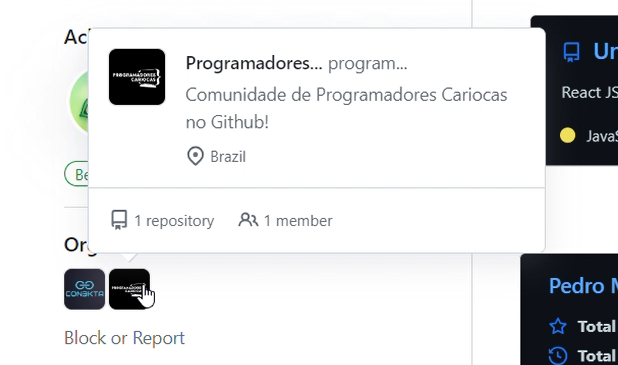 Ac
Programadores... program...
Comunidade de Programadores Cariocas
no Github!
Brazil
1 repository 1 member
Be
Org
CONEKTA
PROGRAMADORES
CARIOCAS
Block or Report
Un
React JS
JavaS
Pedro M
Total
Total